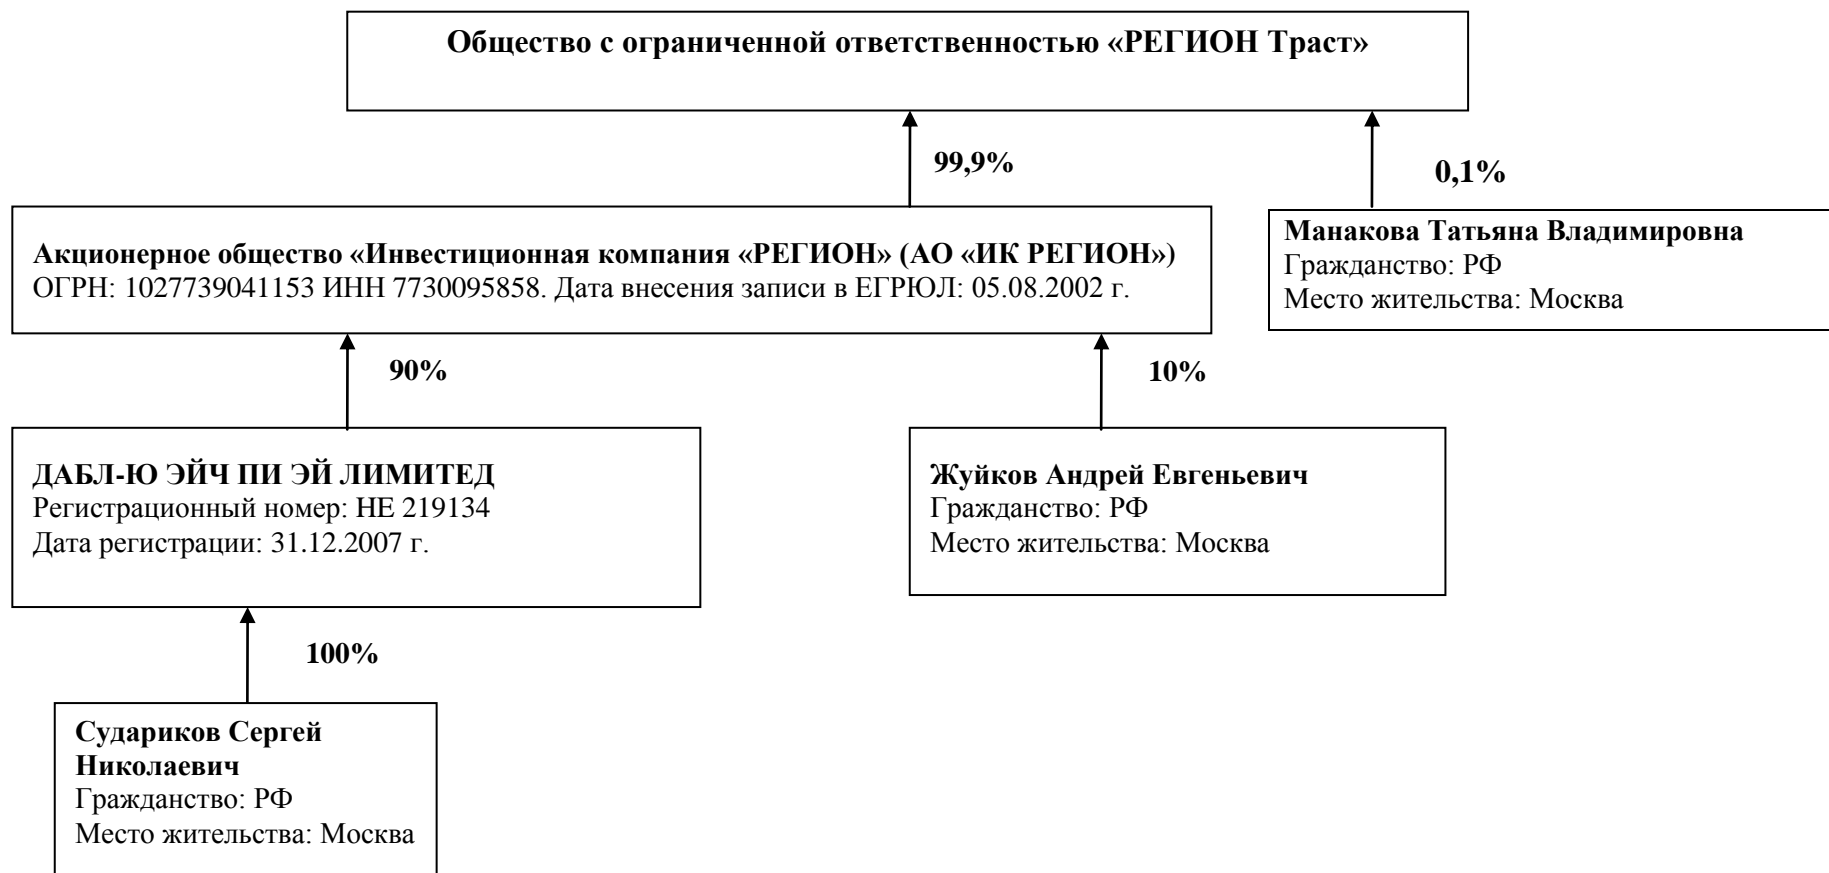 Общество с ограниченной ответственностью «РЕГИОН Траст»
99,9%
0,1%
Акционерное общество «Инвестиционная компания «РЕГИОН» (АО «ИК РЕГИОН»)
ОГРН: 1027739041153 ИНН 7730095858. Дата внесения записи в ЕГРЮЛ: 05.08.2002 г.
Манакова Татьяна Владимировна
Гражданство: РФ
Место жительства: Москва
90%
10%
ДАБЛ-Ю ЭЙЧ ПИ ЭЙ ЛИМИТЕД
Регистрационный номер: НЕ 219134
Дата регистрации: 31.12.2007 г.
Жуйков Андрей Евгеньевич
Гражданство: РФ
Место жительства: Москва
100%
Судариков Сергей
Николаевич
Гражданство: РФ
Место жительства: Москва